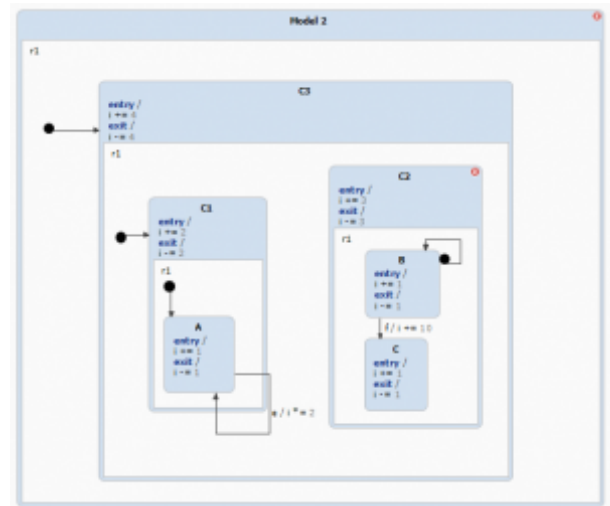 Model 2
r1
C3
entry /
i += 4
exit /
i -= 4
r1
C1
entry /
i += 2
exit /
i -= 2
r1
A
entry /
i += 1
exit /
i -= 1
e / i *= 2
C2
entry /
i += 3
exit /
i -= 3
r1
B
entry /
i += 1
exit /
i -= 1
f / i += 10
C
entry /
i += 1
exit /
i -= 1